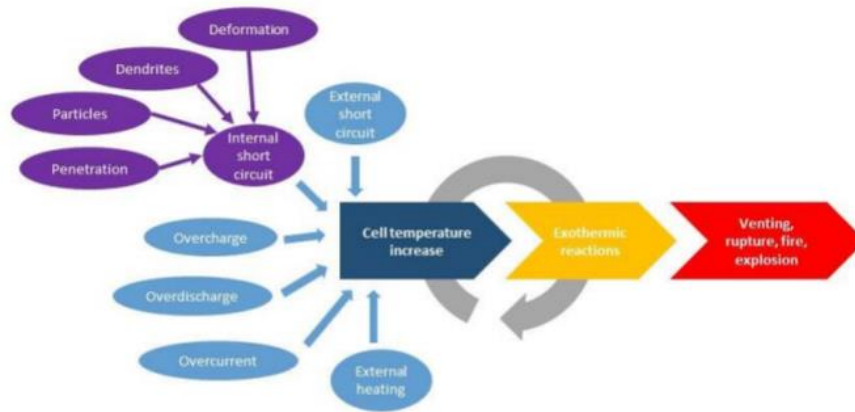 Deformation
Dendrites
Particles
Penetration
Internal
short
circuit
External
short
circuit
Overcharge
Overdischarge
Overcurrent
External
heating
Cell temperature
increase
Exothermic
reactions
Venting,
rupture, fire,
explosion